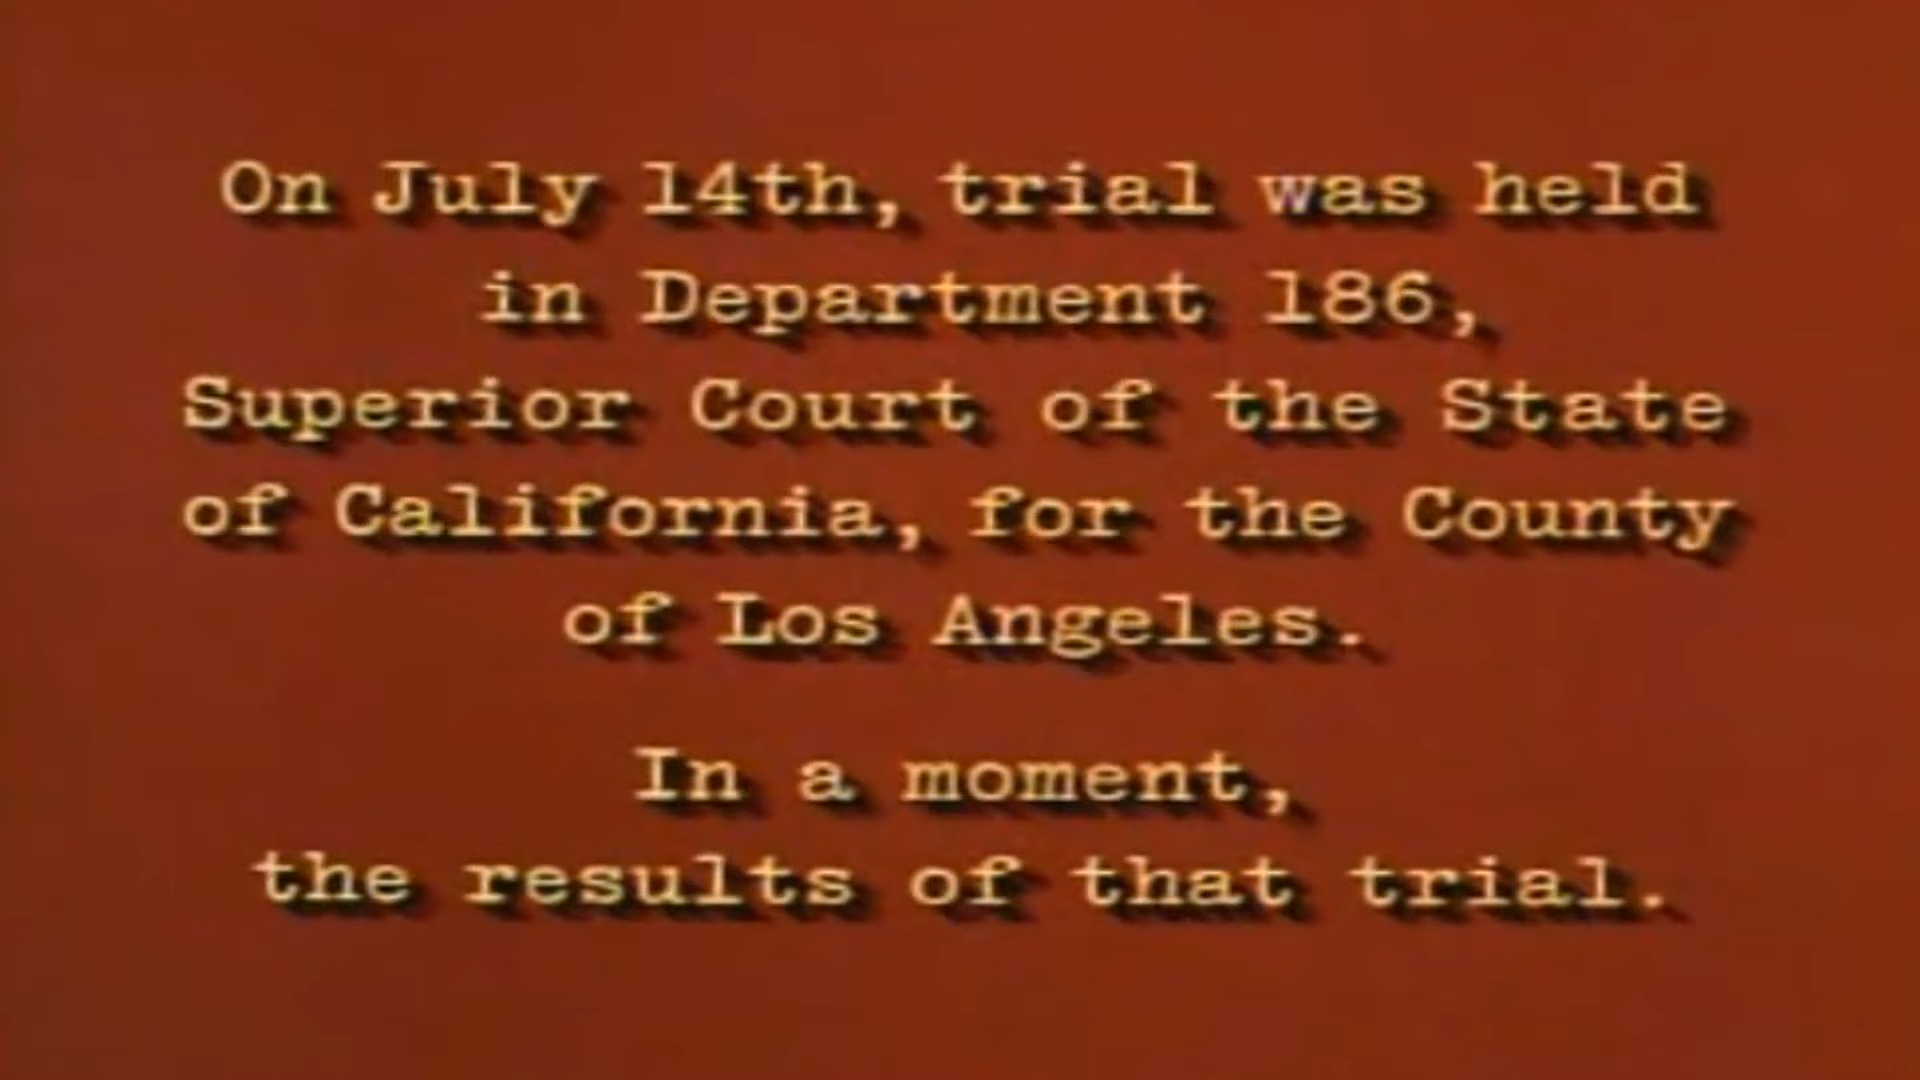 On July 14th, trial was held
in Department 186,
Superior Court of the State
of California, for the County
of Los Angeles.
In a moment,
the results of that trial.